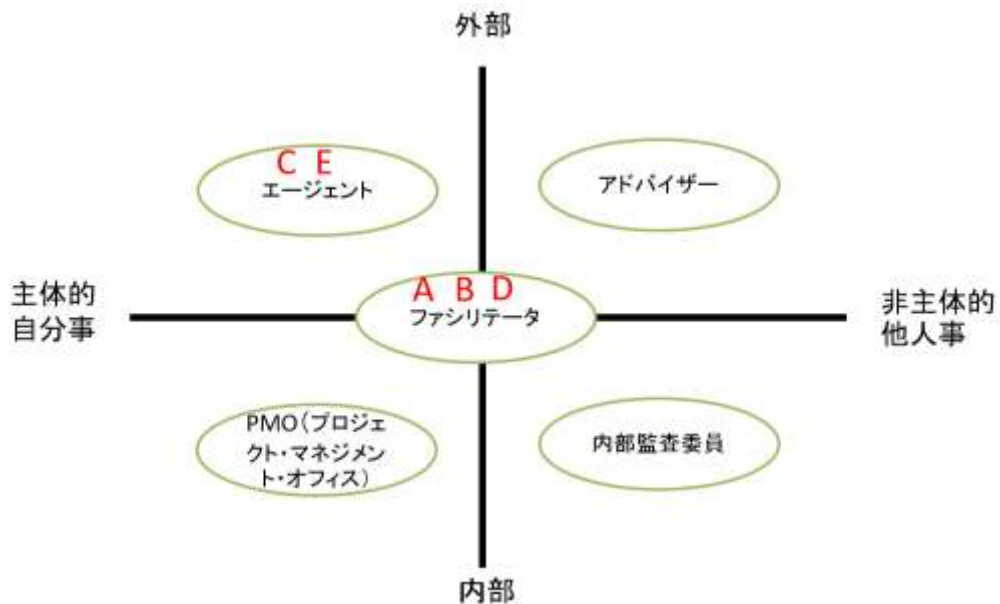 外部
C E
エージェント
アドバイザー
主体的
自分事
A B D
ファシリテータ
非主体的
他人事
PMO(プロジェ
クト・マネジメン
ト・オフィス)
内部監査委員
内部